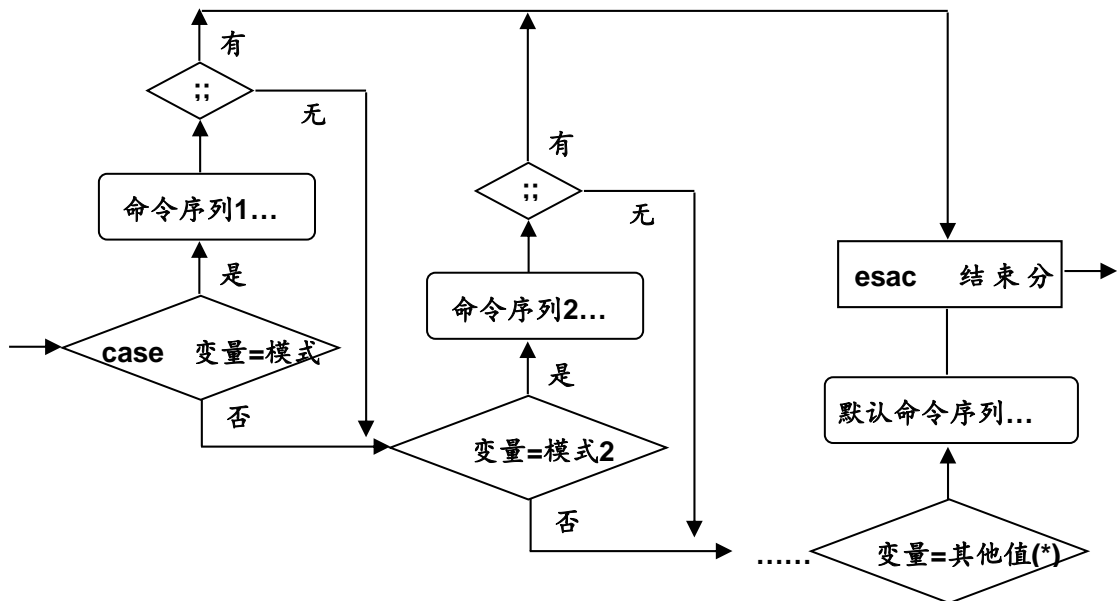 有
;;
无
有
命令序列1…
;;
无
是
esac 结束分
命令序列2…
case 变量=模式
是
默认命令序列…
否
变量=模式2
否
……
变量=其他值(*)